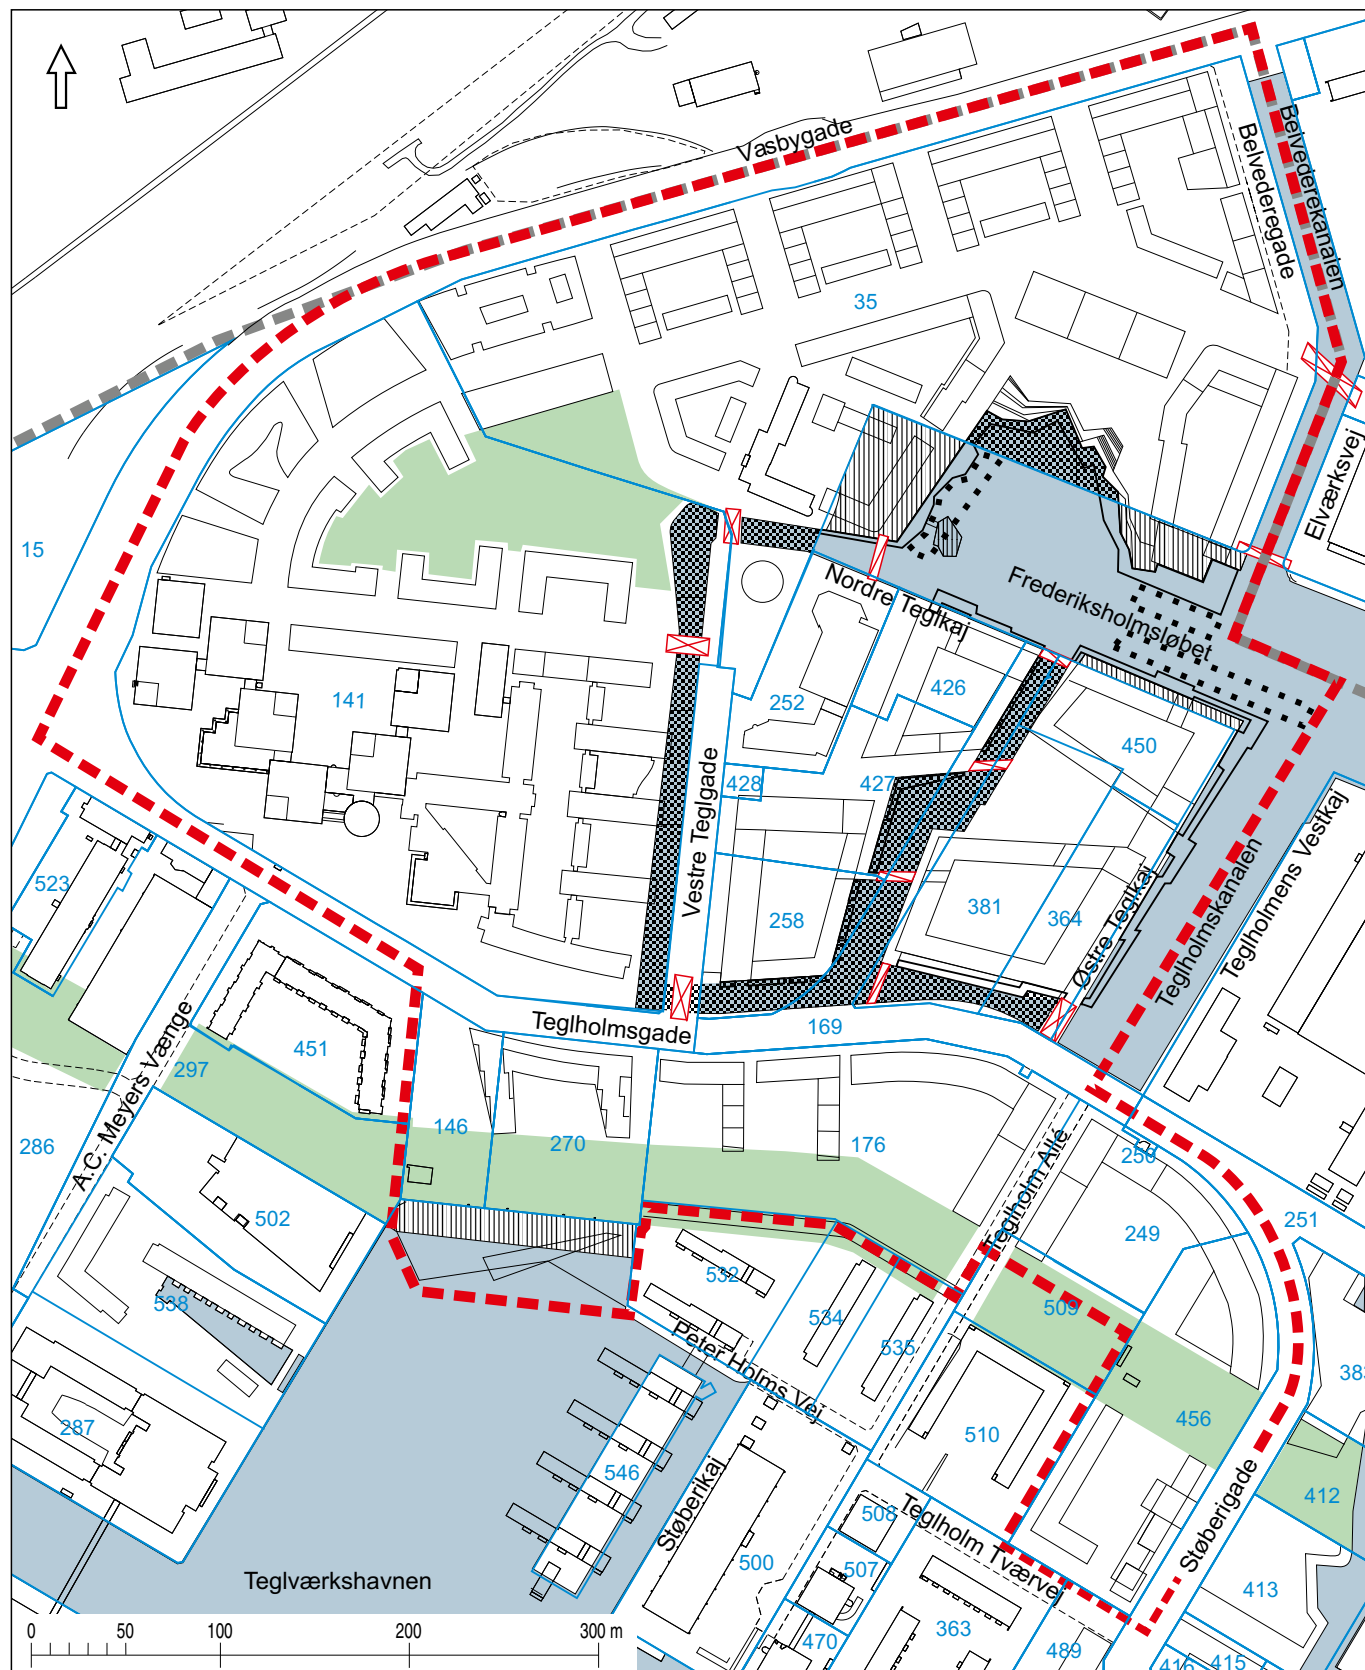 Vasbygade
Belvederegade
Belvederekanalen
35
Elværksvej
15
Nordre Teglkaj
Frederiksholmsløbet
141
252
426
450
428
427
Vestre Teglgade
523
258
381
364
Østre Teglkaj
Teglholmskanalen
Teglholmens Vestkaj
Teglholmsgade
169
451
297
A.C. Meyers Vænge
286
146
270
176
Teglholm Allé
250
249
251
502
532
509
538
534
535
Peter Holms Vej
383
456
287
510
546
412
Støberikaj
508
Teglholm Tværvej
Støberigade
500
507
Teglværkshavnen
413
363
470
489
416
415
0 50 100 200 300 m